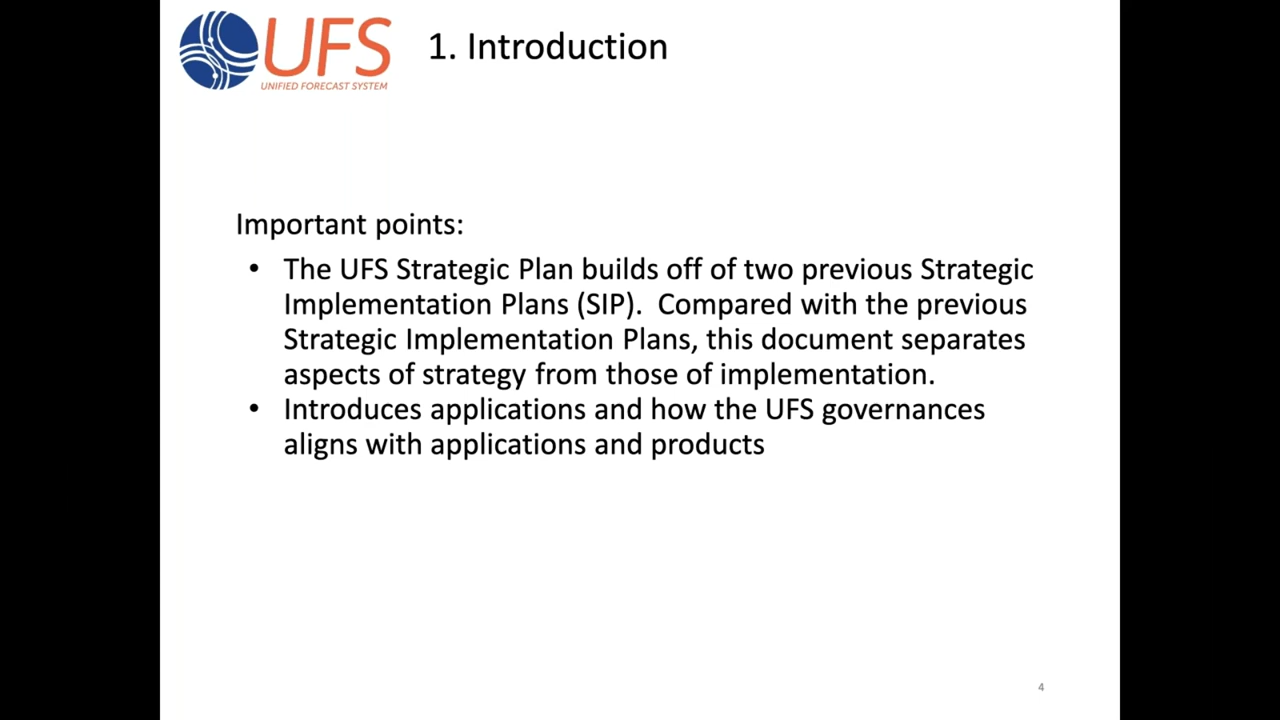 UFS
UNIFIED FORECAST SYSTEM
1. Introduction
Important points:
• The UFS Strategic Plan builds off of two previous Strategic
Implementation Plans (SIP).  Compared with the previous
Strategic Implementation Plans, this document separates
aspects of strategy from those of implementation.
• Introduces applications and how the UFS governances
aligns with applications and products
4